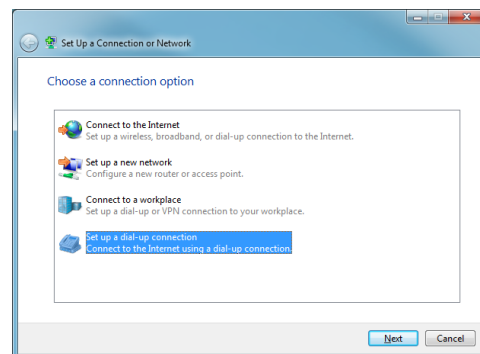 Set Up a Connection or Network
Choose a connection option
Connect to the Internet
Set up a wireless, broadband, or dial-up connection to the Internet.
Set up a new network
Configure a new router or access point.
Connect to a workplace
Set up a dial-up or VPN connection to your workplace.
Set up a dial-up connection
Connect to the Internet using a dial-up connection.
Next Cancel